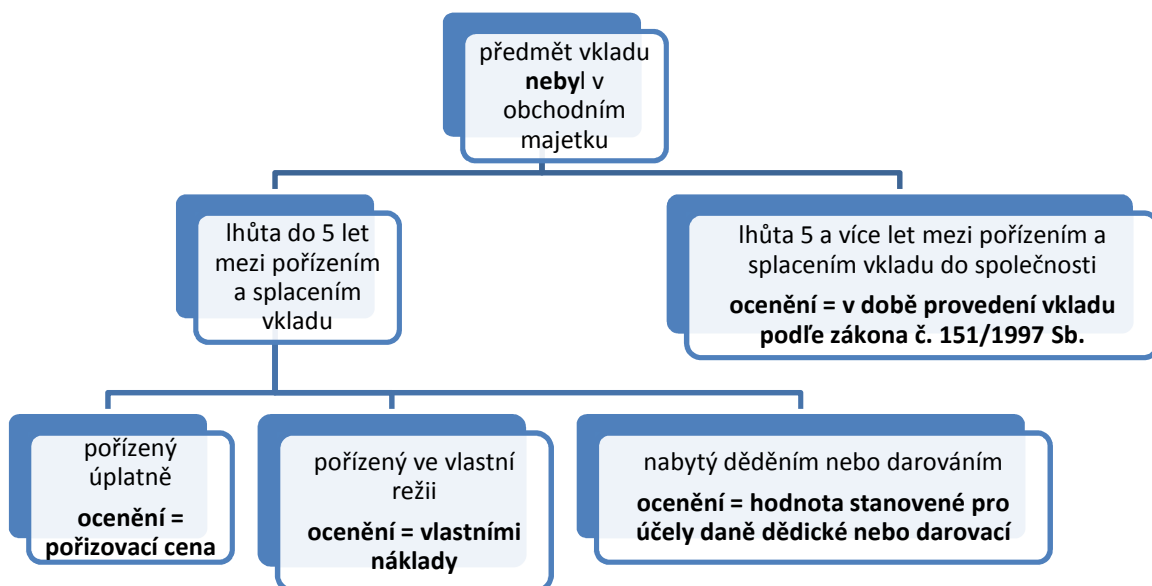 předmět vkladu
nebyl v
obchodním
majetku
lhůta do 5 let
mezi pořízením
a splacením
vkladu
lhůta 5 a více let mezi pořízením a
splacením vkladu do společnosti
ocenění = v době provedení vkladu
podľe zákona č. 151/1997 Sb.
pořízený
úplatně
ocenění =
pořizovací cena
pořízený ve vlastní
režii
ocenění = vlastními
náklady
nabytý děděním nebo darováním
ocenění = hodnota stanovené pro
účely daně dědické nebo darovací